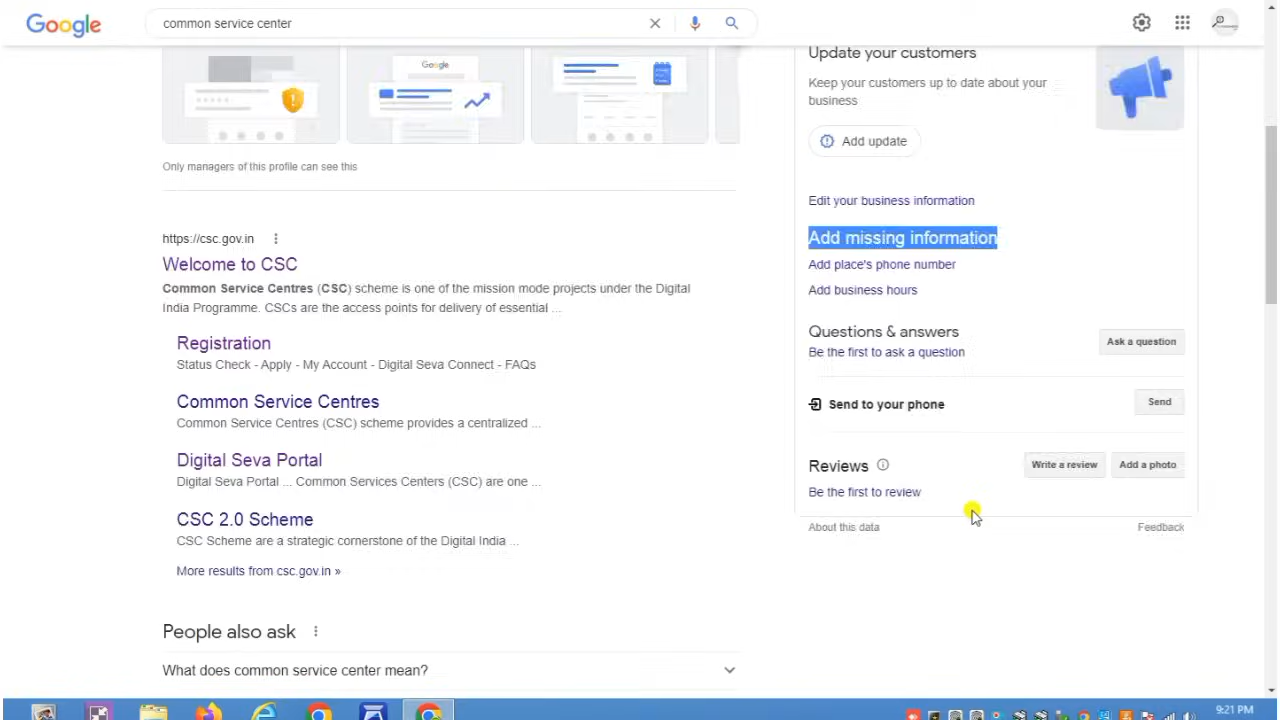 Google
common service center
Update your customers
Keep your customers up to date about your
business
Google
Add update
Only managers of this profile can see this
Edit your business information
Add missing information
Add place's phone number
Add business hours
https://csc.gov.in
Welcome to CSC
Common Service Centres (CSC) scheme is one of the mission mode projects under the Digital
India Programme. CSCs are the access points for delivery of essential ...
Registration
Status Check - Apply - My Account - Digital Seva Connect - FAQs
Common Service Centres
Common Service Centres (CSC) scheme provides a centralized ...
Digital Seva Portal
Digital Seva Portal ... Common Services Centers (CSC) are one ...
CSC 2.0 Scheme
CSC Scheme are a strategic cornerstone of the Digital India ...
More results from csc.gov.in »
Questions & answers
Be the first to ask a question
Ask a question
Send to your phone
Send
Reviews
Write a review
Add a photo
Be the first to review
About this data
Feedback
People also ask
What does common service center mean?
9:21 PM